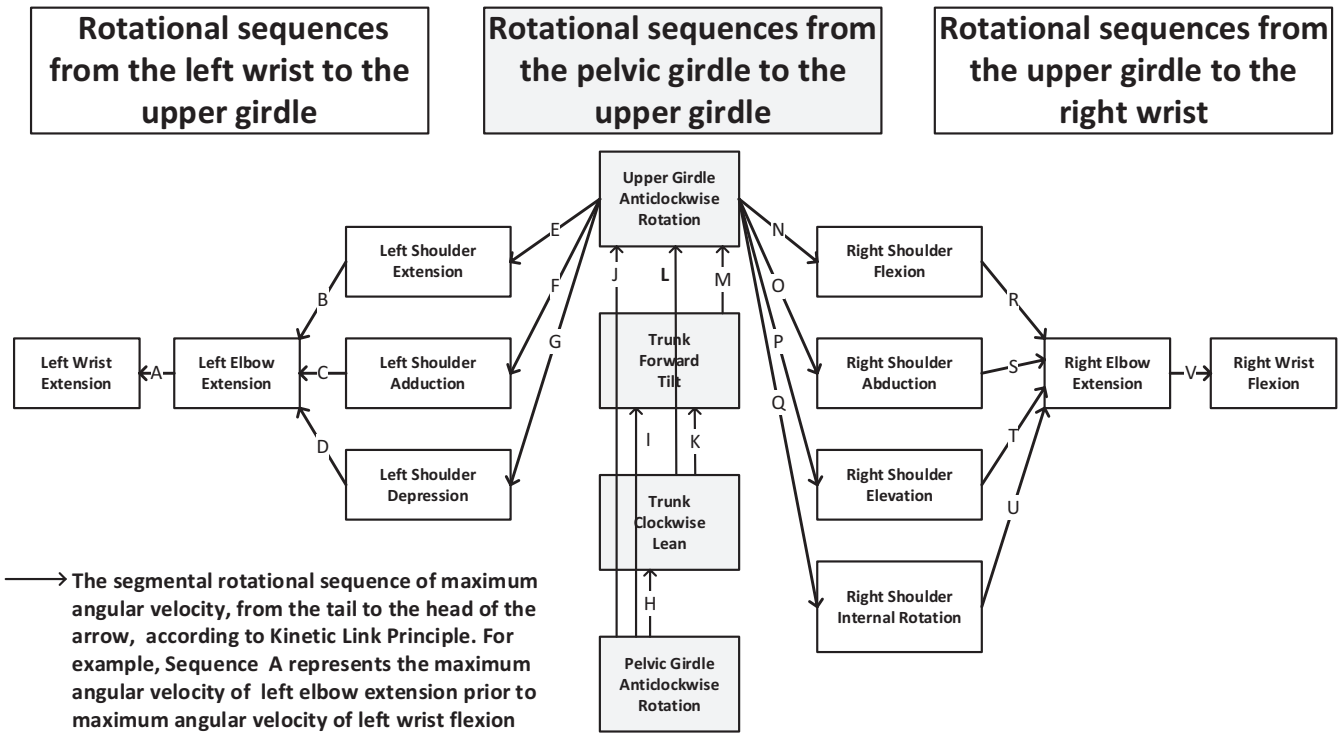 Rotational sequences
from the left wrist to the
upper girdle
Rotational sequences from
the pelvic girdle to the
upper girdle
Rotational sequences from
the upper girdle to the
right wrist
Upper Girdle
Anticlockwise
Rotation
E
F
G
J
L
M
N
O
P
Q
Left Shoulder
Extension
B
Left Wrist
Extension
A
Left Elbow
Extension
C
Left Shoulder
Adduction
D
Left Shoulder
Depression
Trunk
Forward
Tilt
I
K
Trunk
Clockwise
Lean
H
Pelvic Girdle
Anticlockwise
Rotation
Right Shoulder
Flexion
R
Right Shoulder
Abduction
S
Right Elbow
Extension
V
Right Wrist
Flexion
Right Shoulder
Elevation
T
Right Shoulder
Internal Rotation
U
The segmental rotational sequence of maximum
angular velocity, from the tail to the head of the
arrow, according to Kinetic Link Principle. For
example, Sequence A represents the maximum
angular velocity of left elbow extension prior to
maximum angular velocity of left wrist flexion